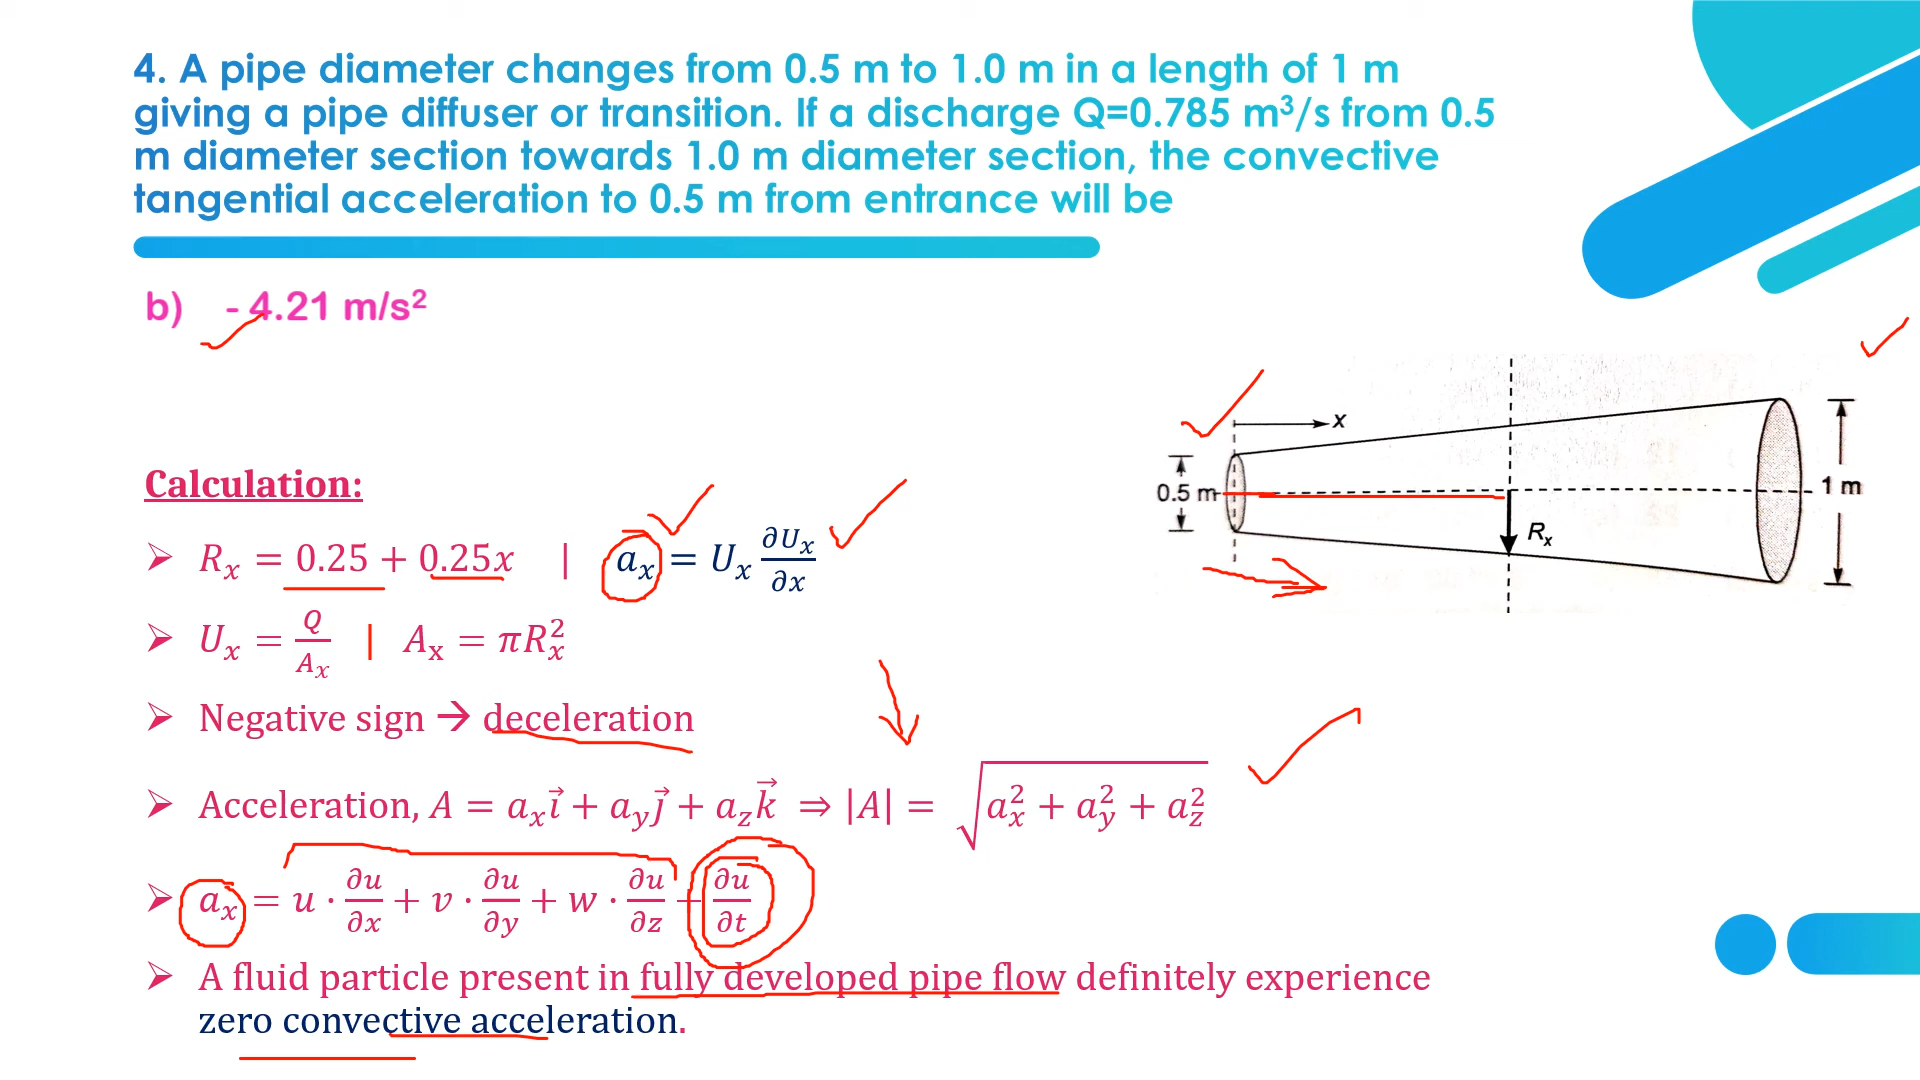 4. A pipe diameter changes from 0.5 m to 1.0 m in a length of 1 m
giving a pipe diffuser or transition. If a discharge Q=0.785 m³/s from 0.5
m diameter section towards 1.0 m diameter section, the convective
tangential acceleration to 0.5 m from entrance will be
b) - 4.21 m/s²
x
0.5 m
1 m
Rₓ
Calculation:
➢ Rₓ = 0.25 + 0.25x | aₓ = Uₓ ∂Uₓ/∂x
➢ Uₓ = Q/Aₓ | Aₓ = πRₓ²
➢ Negative sign → deceleration
➢ Acceleration, A = aₓi⃗ + a_y j⃗ + a_z k⃗ ⇒ |A| = √(aₓ² + a_y² + a_z²)
➢ aₓ = u · ∂u/∂x + v · ∂u/∂y + w · ∂u/∂z + ∂u/∂t
➢ A fluid particle present in fully developed pipe flow definitely experience
zero convective acceleration.